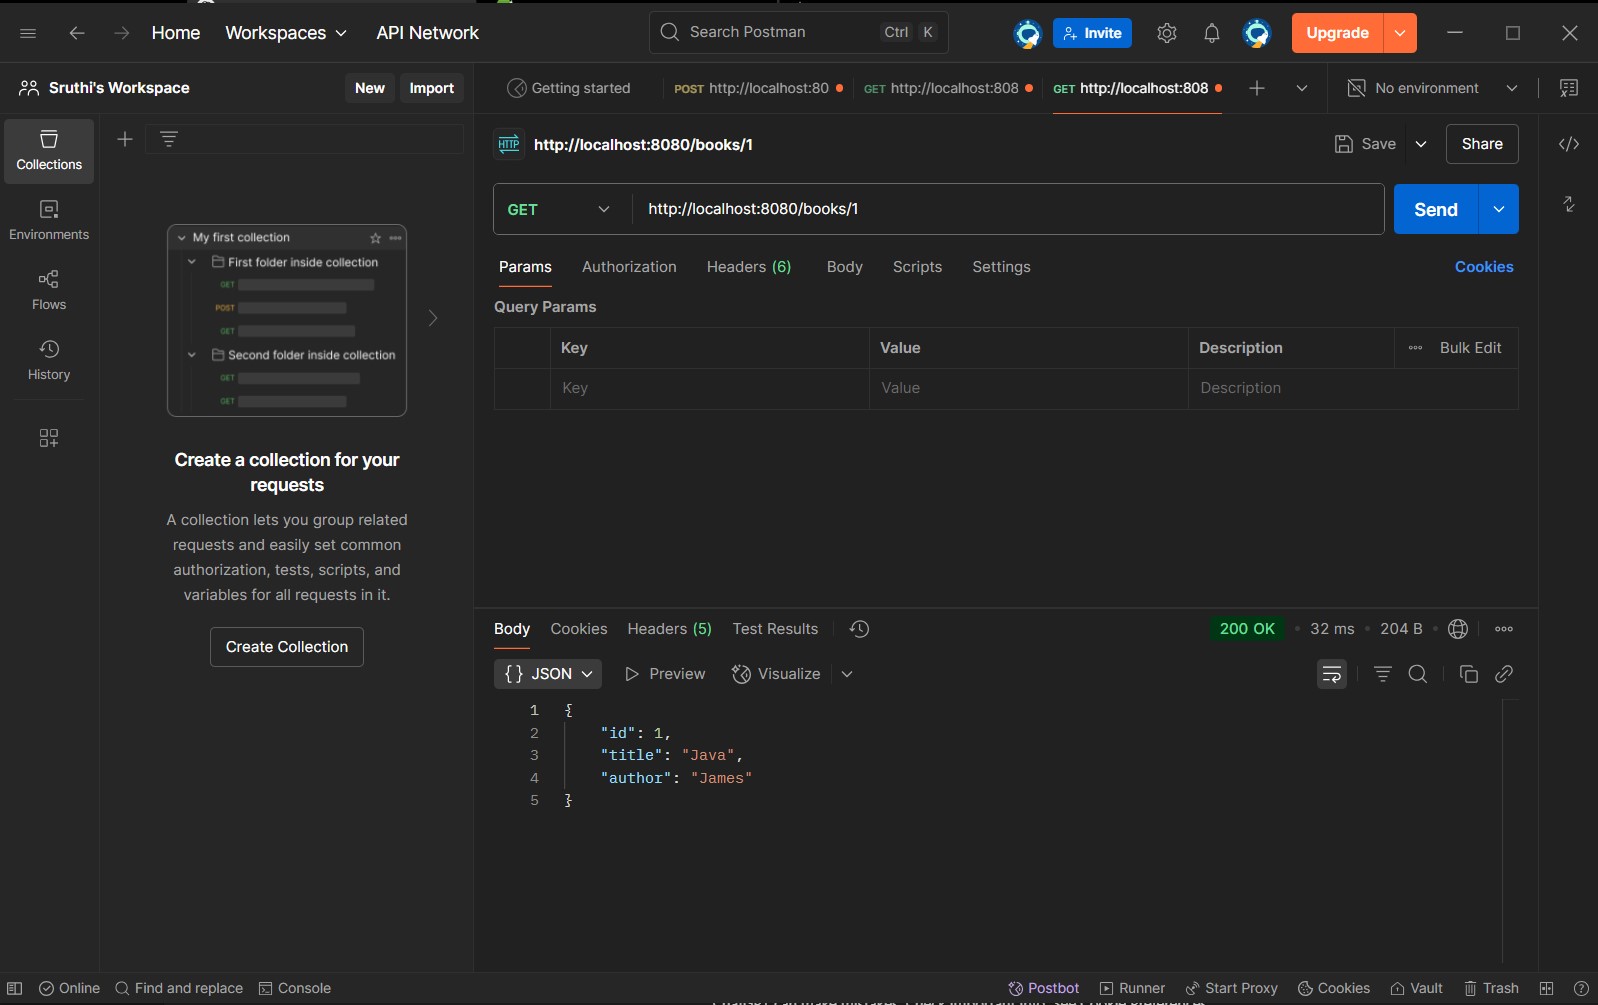 Home
Workspaces
API Network
Search Postman
Ctrl K
Invite
Upgrade
Sruthi's Workspace
New
Import
Getting started
POST http://localhost:80
GET http://localhost:808
GET http://localhost:808
No environment
Collections
Environments
Flows
History
My first collection
First folder inside collection
GET
POST
GET
Second folder inside collection
GET
GET
Create a collection for your
requests
A collection lets you group related
requests and easily set common
authorization, tests, scripts, and
variables for all requests in it.
Create Collection
HTTP http://localhost:8080/books/1
Save
Share
GET
http://localhost:8080/books/1
Send
Params
Authorization
Headers (6)
Body
Scripts
Settings
Cookies
Query Params
Key
Value
Description
Bulk Edit
Key
Value
Description
Body
Cookies
Headers (5)
Test Results
200 OK
32 ms
204 B
{} JSON
Preview
Visualize
1 {
2 "id": 1,
3 "title": "Java",
4 "author": "James"
5 }
Online
Find and replace
Console
Postbot
Runner
Start Proxy
Cookies
Vault
Trash